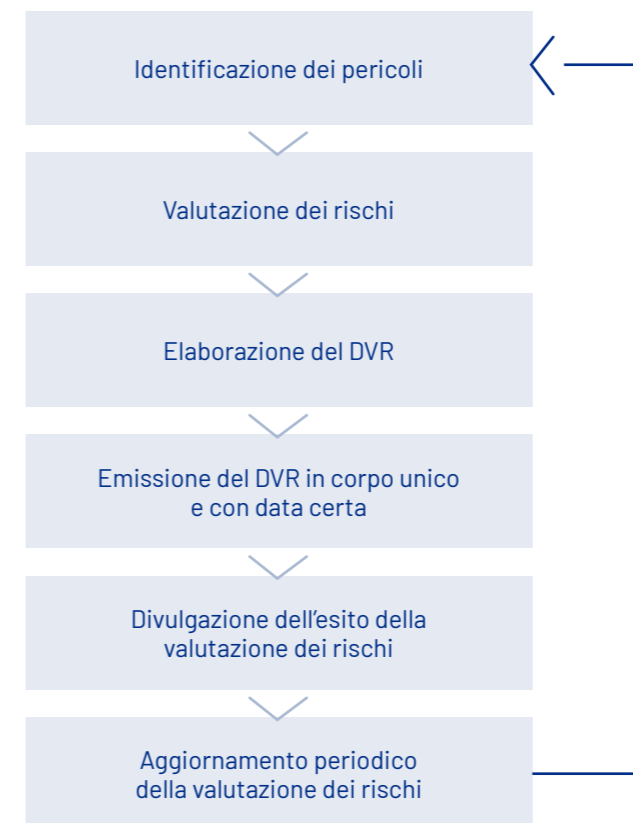 Identificazione dei pericoli
Valutazione dei rischi
Elaborazione del DVR
Emissione del DVR in corpo unico
e con data certa
Divulgazione dell’esito della
valutazione dei rischi
Aggiornamento periodico
della valutazione dei rischi